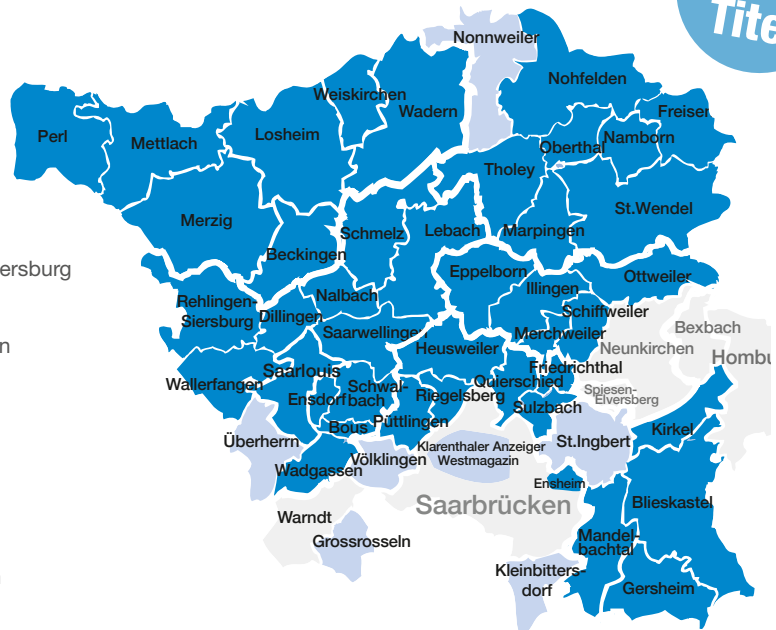 Tite
Nonnweiler
Nohfelden
Weiskirchen
Wadern
Freisen
Perl
Mettlach
Losheim
Oberthal
Namborn
Tholey
St.Wendel
Merzig
Schmelz
Lebach
Marpingen
Beckingen
ersburg
Eppelborn
Ottweiler
Illingen
Nalbach
Rehlingen-
Siersburg
Dillingen
Schiffweiler
Saarwellingen
Merchweiler
Bexbach
n
Heusweiler
Neunkirchen
Hombu
Friedrichthal
Saarlouis
Wallerfangen
Quierschied
Schwal-
bach
Ensdorf
Riegelsberg
Spiesen-
Elversberg
Sulzbach
Bous
Püttlingen
Kirkel
Überherrn
St.Ingbert
Klarenthaler Anzeiger
Westmagazin
Völklingen
Wadgassen
Ensheim
Saarbrücken
Blieskastel
Warndt
Grossrosseln
Mandel-
bachtal
Kleinbitters-
dorf
Gersheim